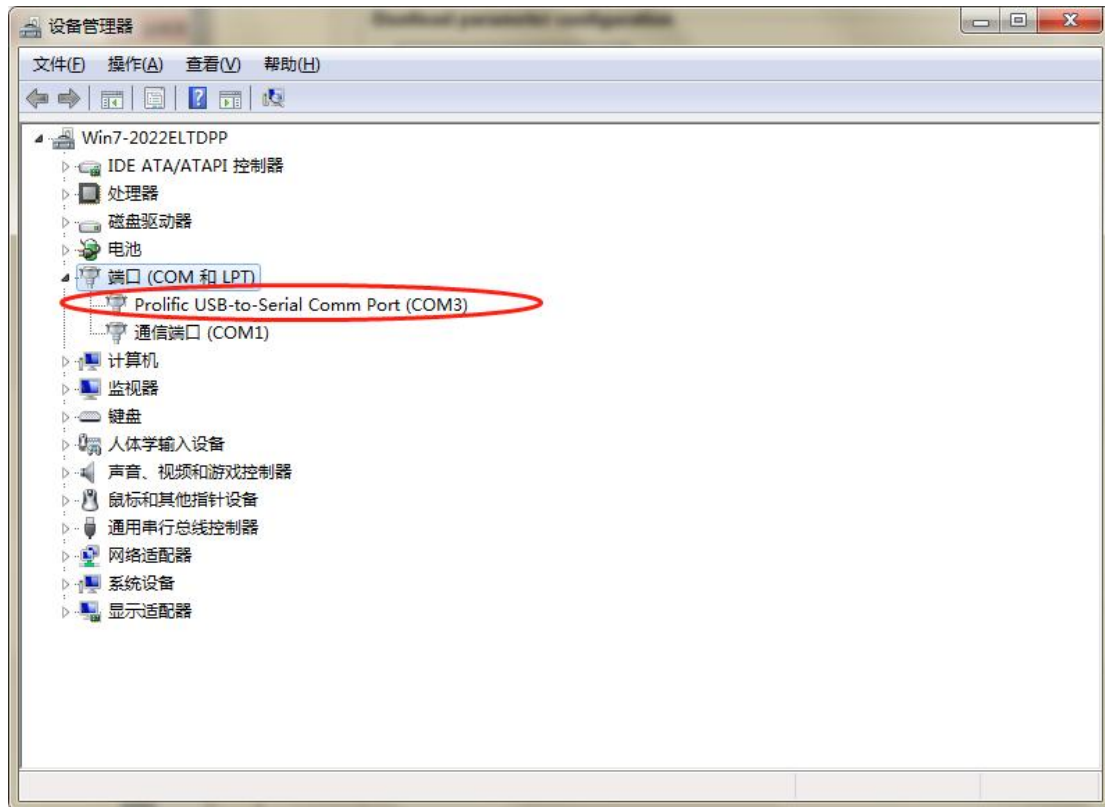 设备管理器
Download parameter configuration
文件(F) 操作(A) 查看(V) 帮助(H)
Win7-2022ELTDPP
IDE ATA/ATAPI 控制器
处理器
磁盘驱动器
电池
端口 (COM 和 LPT)
Prolific USB-to-Serial Comm Port (COM3)
通信端口 (COM1)
计算机
监视器
键盘
人体学输入设备
声音、视频和游戏控制器
鼠标和其他指针设备
通用串行总线控制器
网络适配器
系统设备
显示适配器